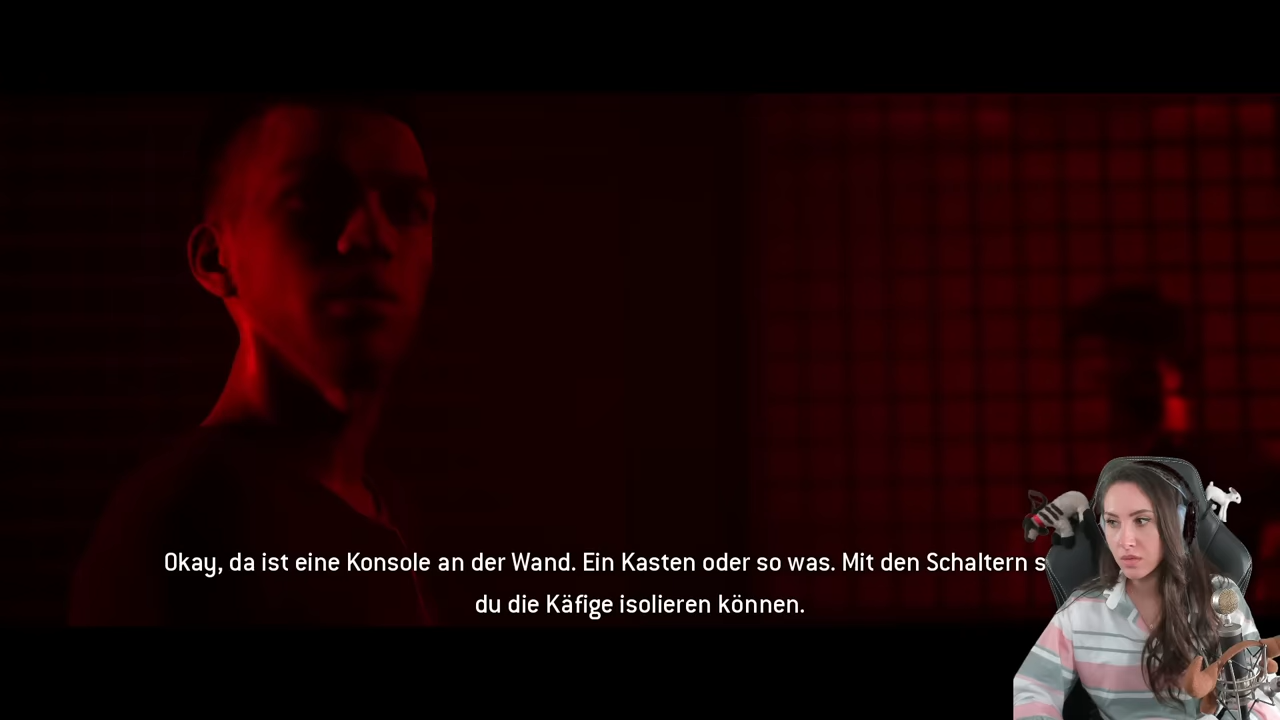 Okay, da ist eine Konsole an der Wand. Ein Kasten oder so was. Mit den Schaltern
du die Käfige isolieren können.